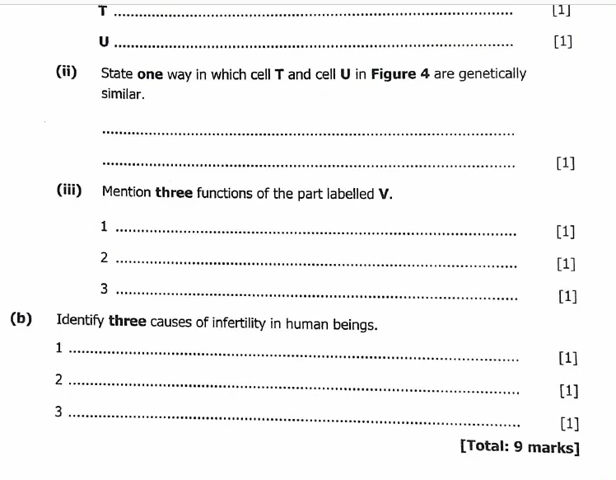 T ........................................ [1]
U ........................................ [1]
(ii) State one way in which cell T and cell U in Figure 4 are genetically
similar.
........................................
........................................ [1]
(iii) Mention three functions of the part labelled V.
1 ........................................ [1]
2 ........................................ [1]
3 ........................................ [1]
(b) Identify three causes of infertility in human beings.
1 ........................................ [1]
2 ........................................ [1]
3 ........................................ [1]
[Total: 9 marks]